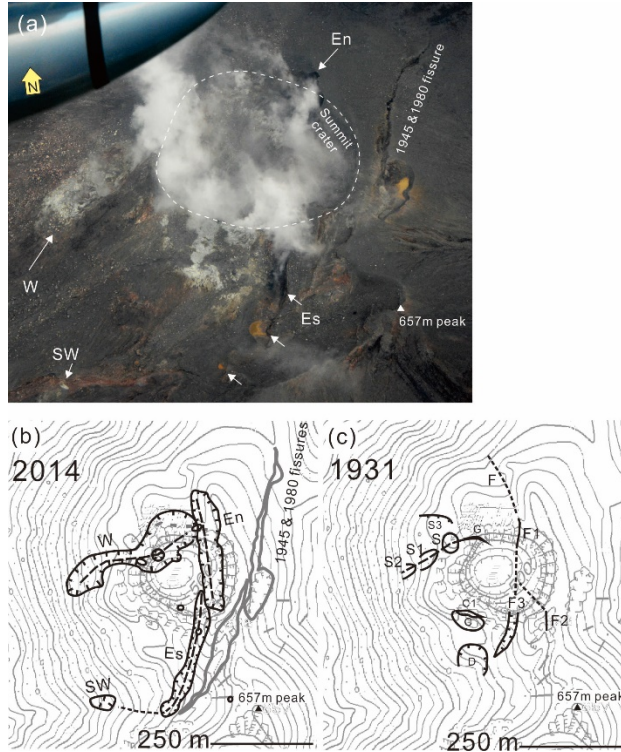 (a)
N
En
Summit
crater
1945 & 1980 fissure
W
Es
657m peak
SW
(b)
2014
W
En
1945 & 1980 fissures
Es
SW
657m peak
250 m
(c)
1931
F
S3
G
F1
S
S1
S2
O1
F3
F2
D
657m peak
250 m